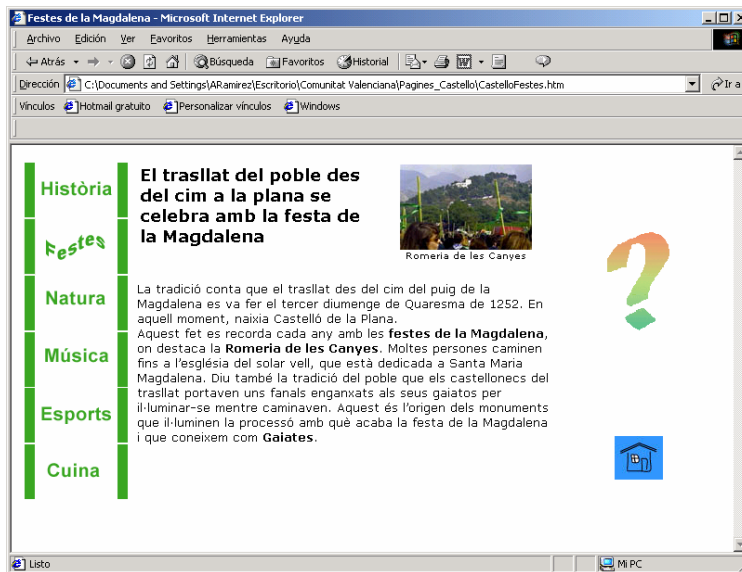 Festes de la Magdalena - Microsoft Internet Explorer
Archivo Edición Ver Favoritos Herramientas Ayuda
Atrás Búsqueda Favoritos Historial
Dirección C:\Documents and Settings\ARamirez\Escritorio\Comunitat Valenciana\Pagines_Castello\CastelloFestes.htm Ir a
Vínculos Hotmail gratuito Personalizar vínculos Windows
Història
Festes
Natura
Música
Esports
Cuina
El trasllat del poble des
del cim a la plana se
celebra amb la festa de
la Magdalena
Romeria de les Canyes
La tradició conta que el trasllat des del cim del puig de la
Magdalena es va fer el tercer diumenge de Quaresma de 1252. En
aquell moment, naixia Castelló de la Plana.
Aquest fet es recorda cada any amb les festes de la Magdalena,
on destaca la Romeria de les Canyes. Moltes persones caminen
fins a l'església del solar vell, que està dedicada a Santa Maria
Magdalena. Diu també la tradició del poble que els castellonecs del
trasllat portaven uns fanals enganxats als seus gaiatos per
il·luminar-se mentre caminaven. Aquest és l'origen dels monuments
que il·luminen la processó amb què acaba la festa de la Magdalena
i que coneixem com Gaiates.
?
Listo Mi PC